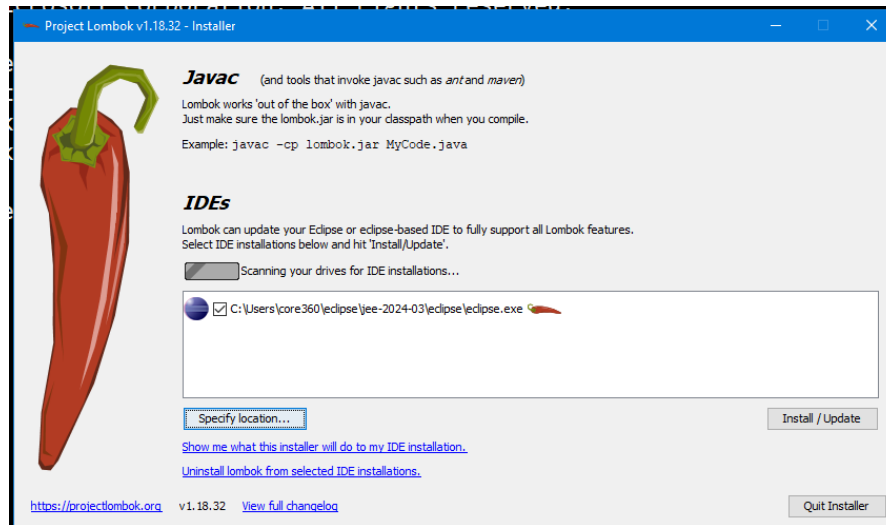 crosoft Corporation. All rights reserved.
Project Lombok v1.18.32 - Installer
Javac (and tools that invoke javac such as ant and maven)
Lombok works 'out of the box' with javac.
Just make sure the lombok.jar is in your classpath when you compile.
Example: javac -cp lombok.jar MyCode.java
IDEs
Lombok can update your Eclipse or eclipse-based IDE to fully support all Lombok features.
Select IDE installations below and hit 'Install/Update'.
Scanning your drives for IDE installations...
C:\Users\core360\eclipse\jee-2024-03\eclipse\eclipse.exe
Specify location... Install / Update
Show me what this installer will do to my IDE installation.
Uninstall lombok from selected IDE installations.
https://projectlombok.org v1.18.32 View full changelog Quit Installer